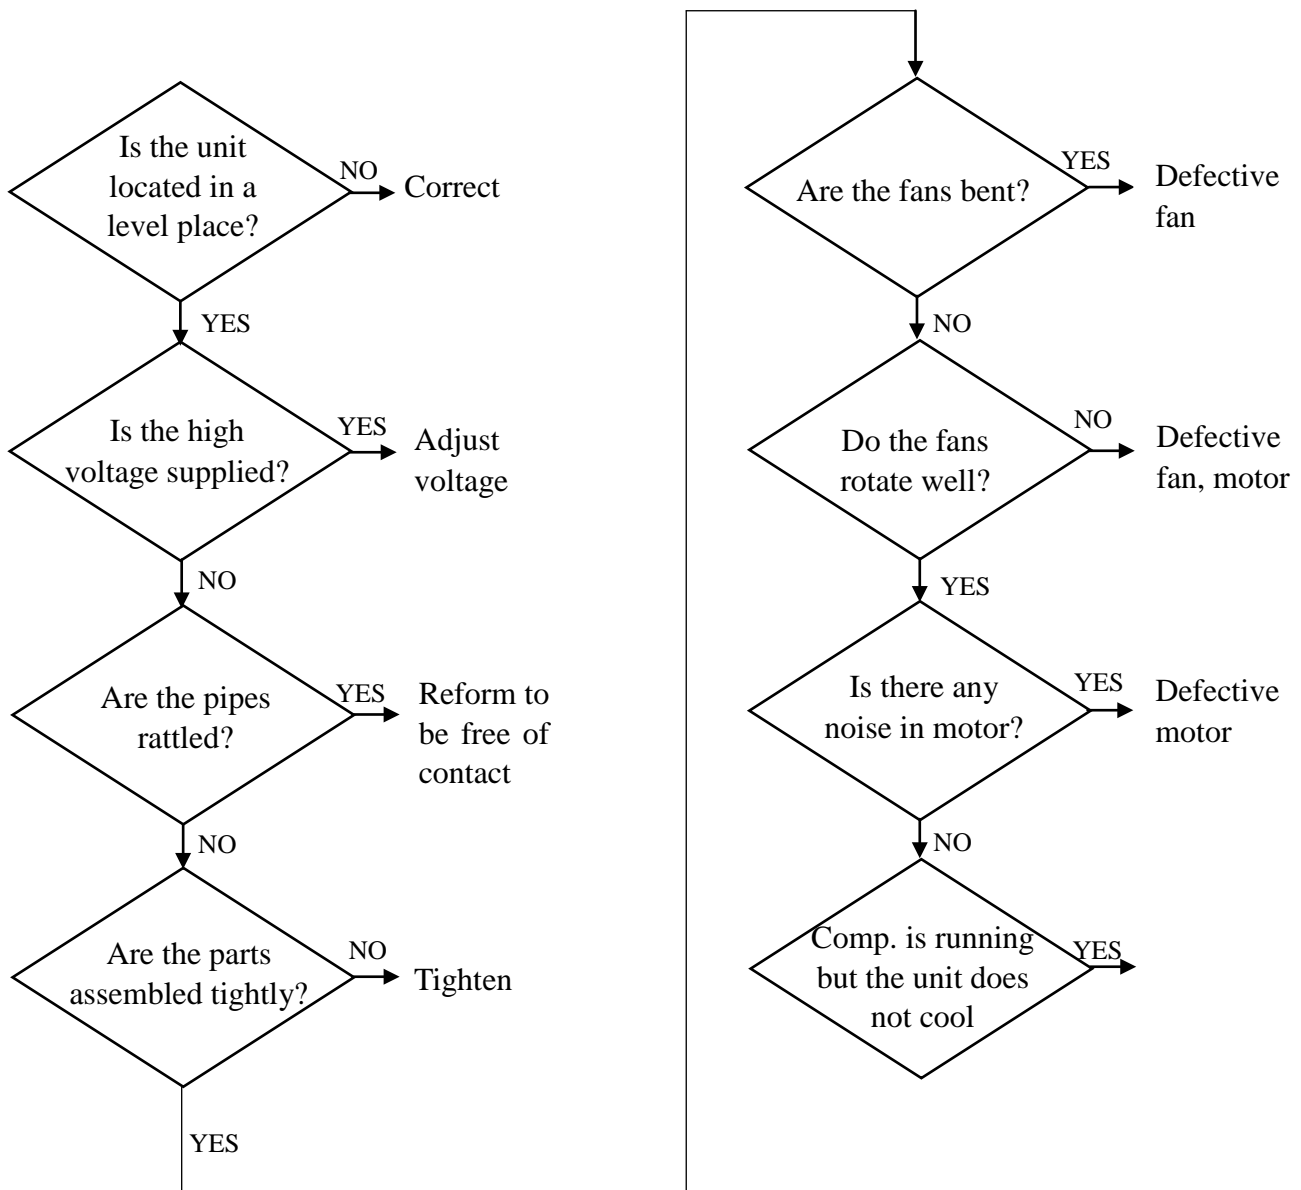 Is the unit
located in a
level place?
NO
Correct
YES
Is the high
voltage supplied?
YES
Adjust
voltage
NO
Are the pipes
rattled?
YES
Reform to
be free of
contact
NO
Are the parts
assembled tightly?
NO
Tighten
YES
Are the fans bent?
YES
Defective
fan
NO
Do the fans
rotate well?
NO
Defective
fan, motor
YES
Is there any
noise in motor?
YES
Defective
motor
NO
Comp. is running
but the unit does
not cool
YES